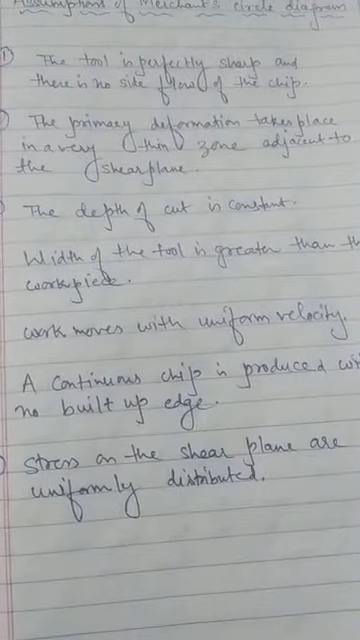 Assumptions of Merchant's circle diagram
① The tool is perfectly sharp and
there is no side flow of the chip.
The primary deformation takes place
in a very thin zone adjacent to
the shear plane.
The depth of cut is constant.
Width of the tool is greater than th
workpiece.
work moves with uniform velocity.
A continuous chip is produced wi
no built up edge.
Stress on the shear plane are
uniformly distributed.